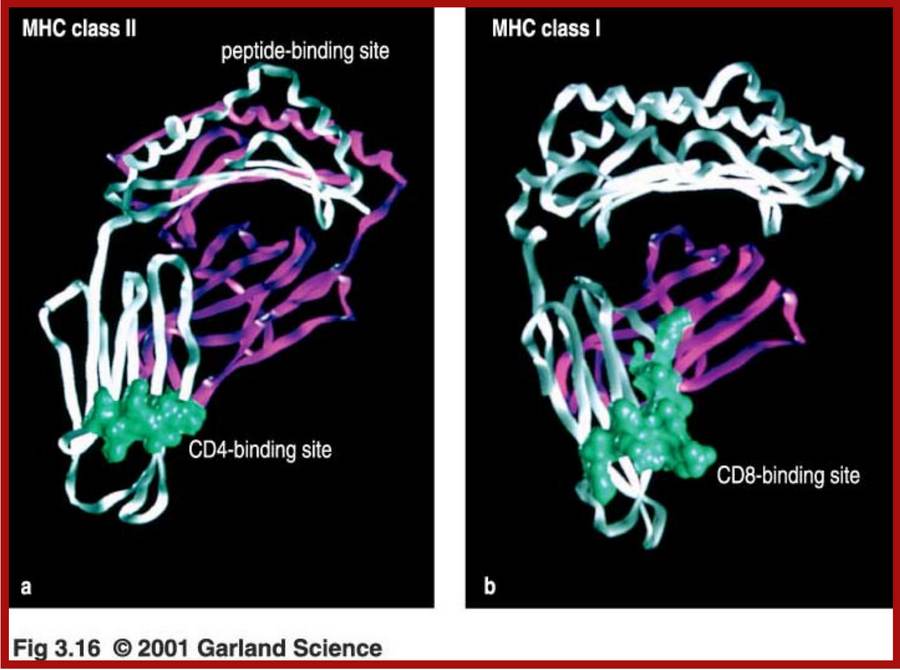 MHC class II
peptide-binding site
CD4-binding site
a
MHC class I
CD8-binding site
b
Fig 3.16 © 2001 Garland Science